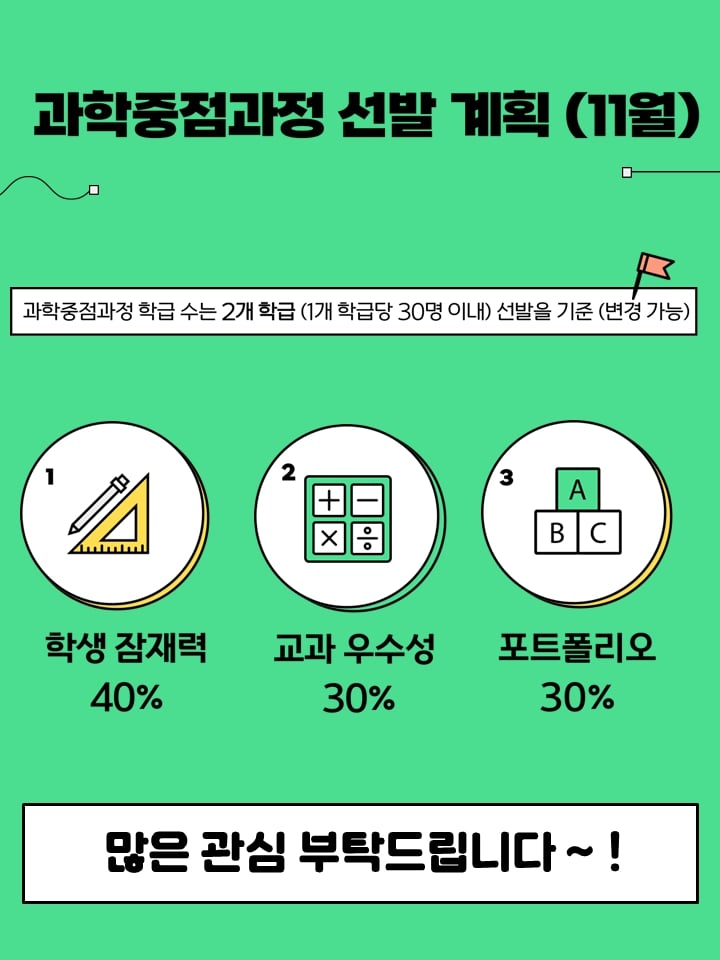 과학중점과정 선발 계획 (11월)
과학중점과정 학급 수는 2개 학급 (1개 학급당 30명 이내) 선발을 기준 (변경 가능)
1
2
3
+ −
× ÷
A
B C
학생 잠재력
40%
교과 우수성
30%
포트폴리오
30%
많은 관심 부탁드립니다 ~ !